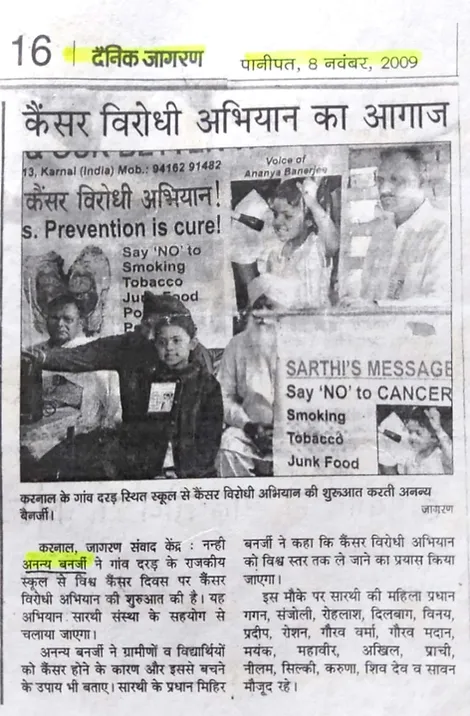 16
दैनिक जागरण
पानीपत, 8 नवंबर, 2009
कैंसर विरोधी अभियान का आगाज
13, Karnal (India) Mob.: 94162 91482
कैंसर विरोधी अभियान!
s. Prevention is cure!
Say 'NO' to
Smoking
Tobacco
Junk Food
Voice of
Ananya Banerjee
SARTHI'S MESSAGE
Say 'NO' to CANCER
Smoking
Tobacco
Junk Food
करनाल के गांव दरड़ स्थित स्कूल से कैंसर विरोधी अभियान की शुरूआत करती अनन्य
बैनर्जी।
जागरण
करनाल, जागरण संवाद केंद्र : नन्ही
अनन्य बनर्जी ने गांव दरड़ के राजकीय
स्कूल से विश्व कैंसर दिवस पर कैंसर
विरोधी अभियान की शुरुआत की है। यह
अभियान सारथी संस्था के सहयोग से
चलाया जाएगा।
अनन्य बनर्जी ने ग्रामीणों व विद्यार्थियों
को कैंसर होने के कारण और इससे बचने
के उपाय भी बताए। सारथी के प्रधान मिहिर
बनर्जी ने कहा कि कैंसर विरोधी अभियान
को विश्व स्तर तक ले जाने का प्रयास किया
जाएगा।
इस मौके पर सारथी की महिला प्रधान
गगन, संजोली, रोहलाश, दिलबाग, विनय,
प्रदीप, रोशन, गौरव वर्मा, गौरव मदान,
मयंक, महावीर, अखिल, प्राची,
नीलम, सिल्की, करुणा, शिव देव व सावन
मौजूद रहे।